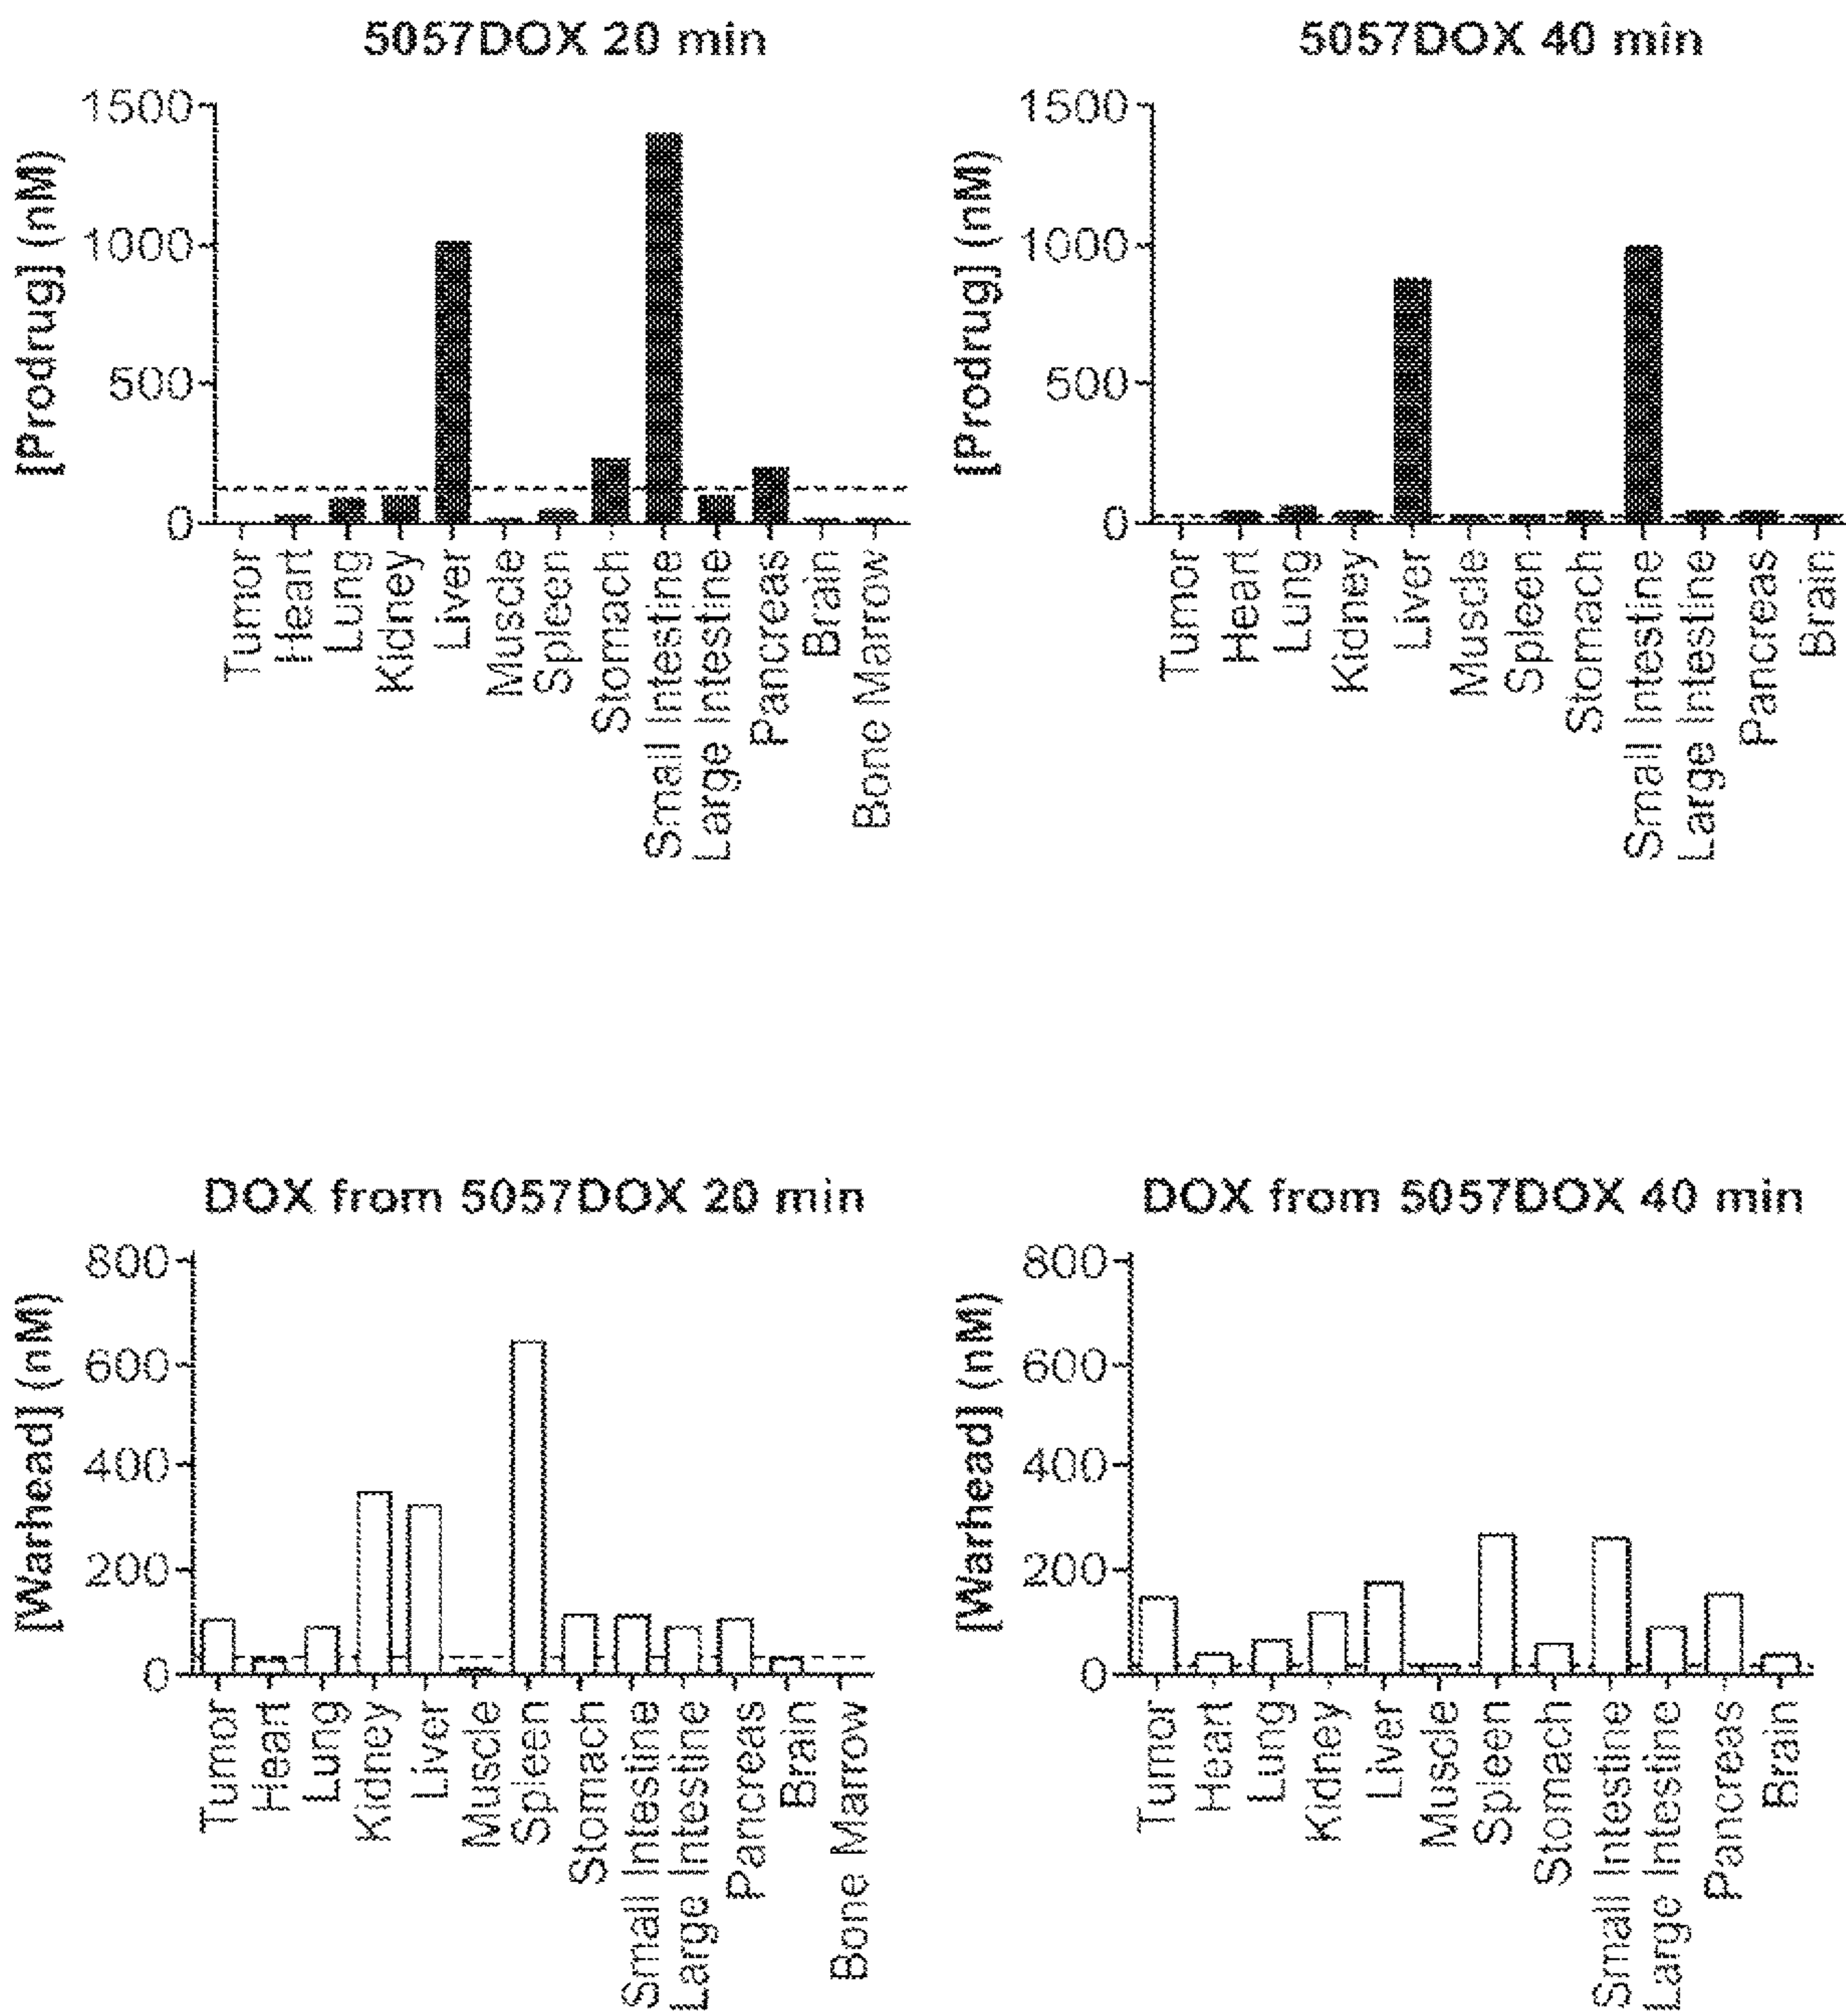 5057DOX 20 min
[Prodrug] (nM)
1500
1000
500
0
Tumor
Heart
Lung
Kidney
Liver
Muscle
Spleen
Stomach
Small Intestine
Large Intestine
Pancreas
Brain
Bone Marrow
5057DOX 40 min
[Prodrug] (nM)
1500
1000
500
0
Tumor
Heart
Lung
Kidney
Liver
Muscle
Spleen
Stomach
Small Intestine
Large Intestine
Pancreas
Brain
DOX from 5057DOX 20 min
[Warhead] (nM)
800
600
400
200
0
Tumor
Heart
Lung
Kidney
Liver
Muscle
Spleen
Stomach
Small Intestine
Large Intestine
Pancreas
Brain
Bone Marrow
DOX from 5057DOX 40 min
[Warhead] (nM)
800
600
400
200
0
Tumor
Heart
Lung
Kidney
Liver
Muscle
Spleen
Stomach
Small Intestine
Large Intestine
Pancreas
Brain